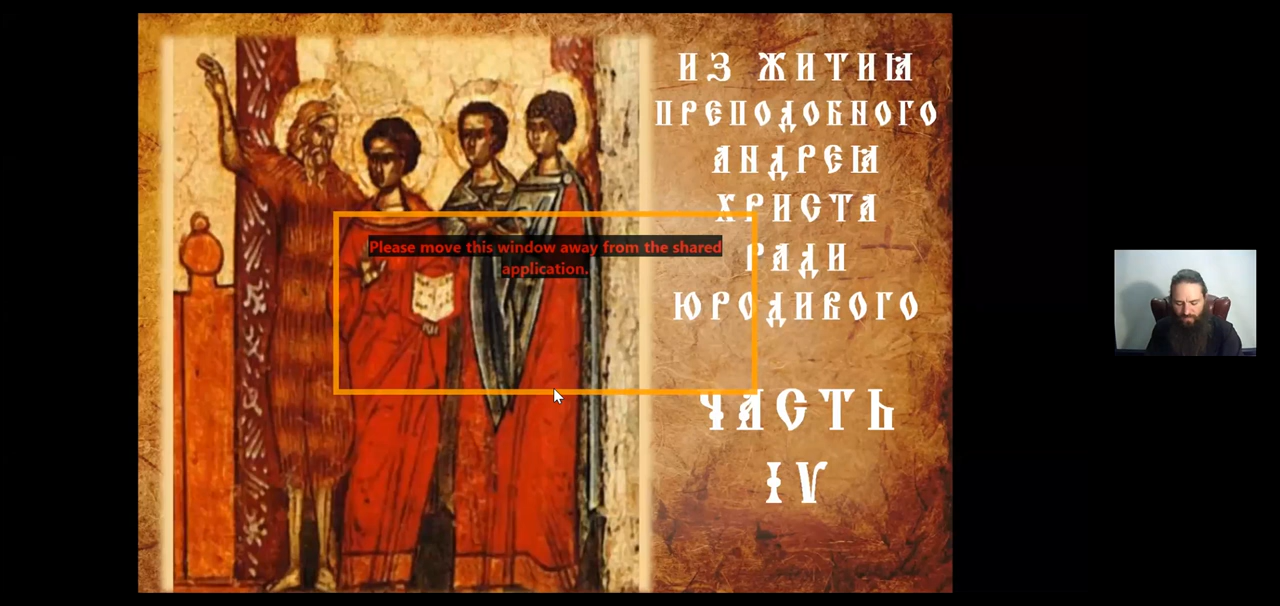 ИЗ ЖИТИЯ
ПРЕПОДОБНОГО
АНДРЕЯ
ХРИСТА
РАДИ
ЮРОДИВОГО
ЧАСТЬ
IV
Please move this window away from the shared
application.